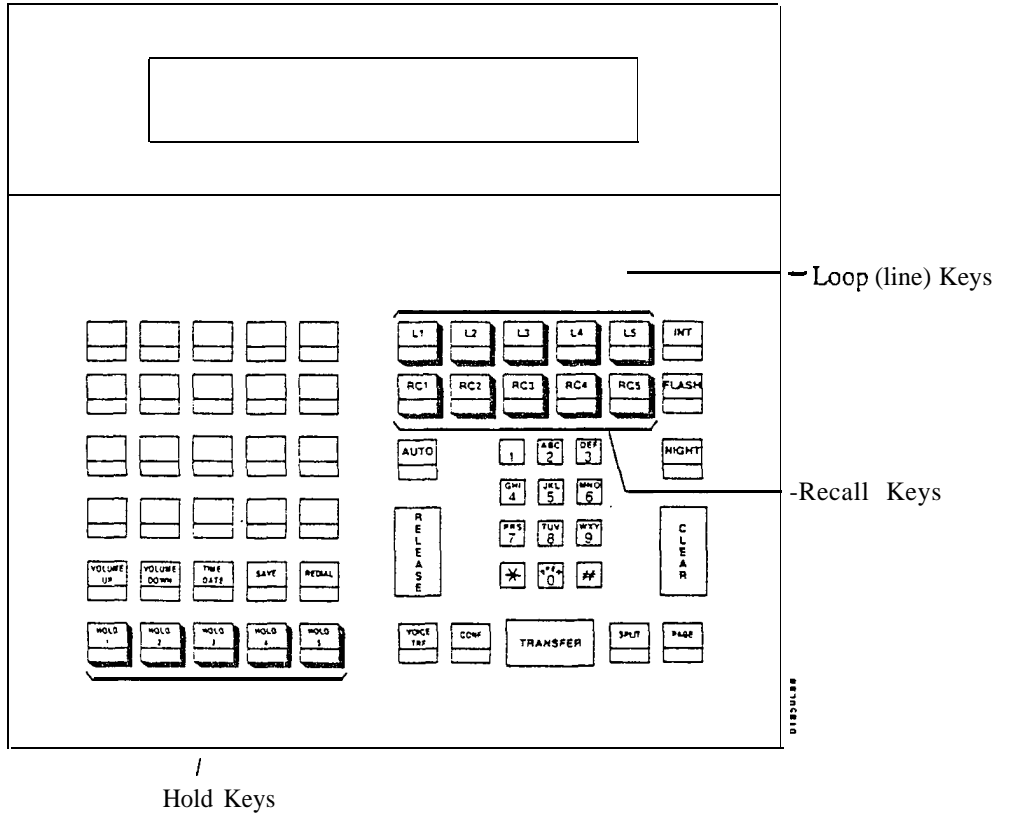 Loop (line) Keys
L1 L2 L3 L4 L5 INT
RC1 RC2 RC3 RC4 RC5 FLASH
AUTO 1 ABC 2 DEF 3 NIGHT
-Recall Keys
GHI 4 JKL 5 MNO 6
RELEASE PRS 7 TUV 8 WXY 9 CLEAR
VOLUME UP VOLUME DOWN TIME DATE SAVE REDIAL
* 0 #
HOLD 1 HOLD 2 HOLD 3 HOLD 4 HOLD 5
VOICE TRF CONF TRANSFER SPLIT PAGE
Hold Keys